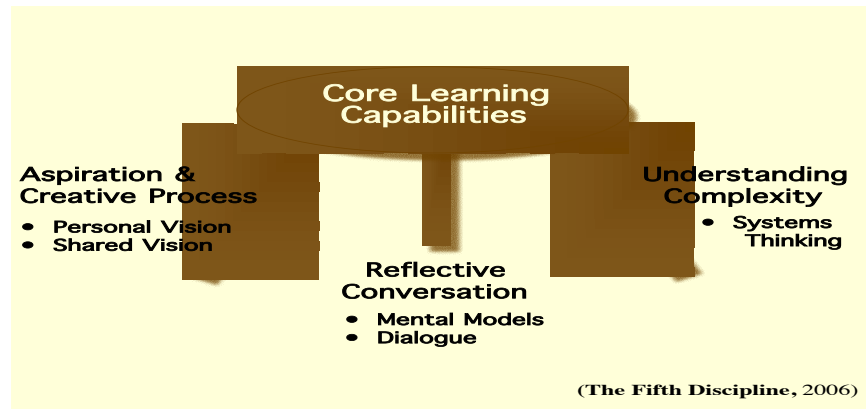 Core Learning
Capabilities
Aspiration &
Creative Process
• Personal Vision
• Shared Vision
Reflective
Conversation
• Mental Models
• Dialogue
Understanding
Complexity
• Systems
Thinking
(The Fifth Discipline, 2006)